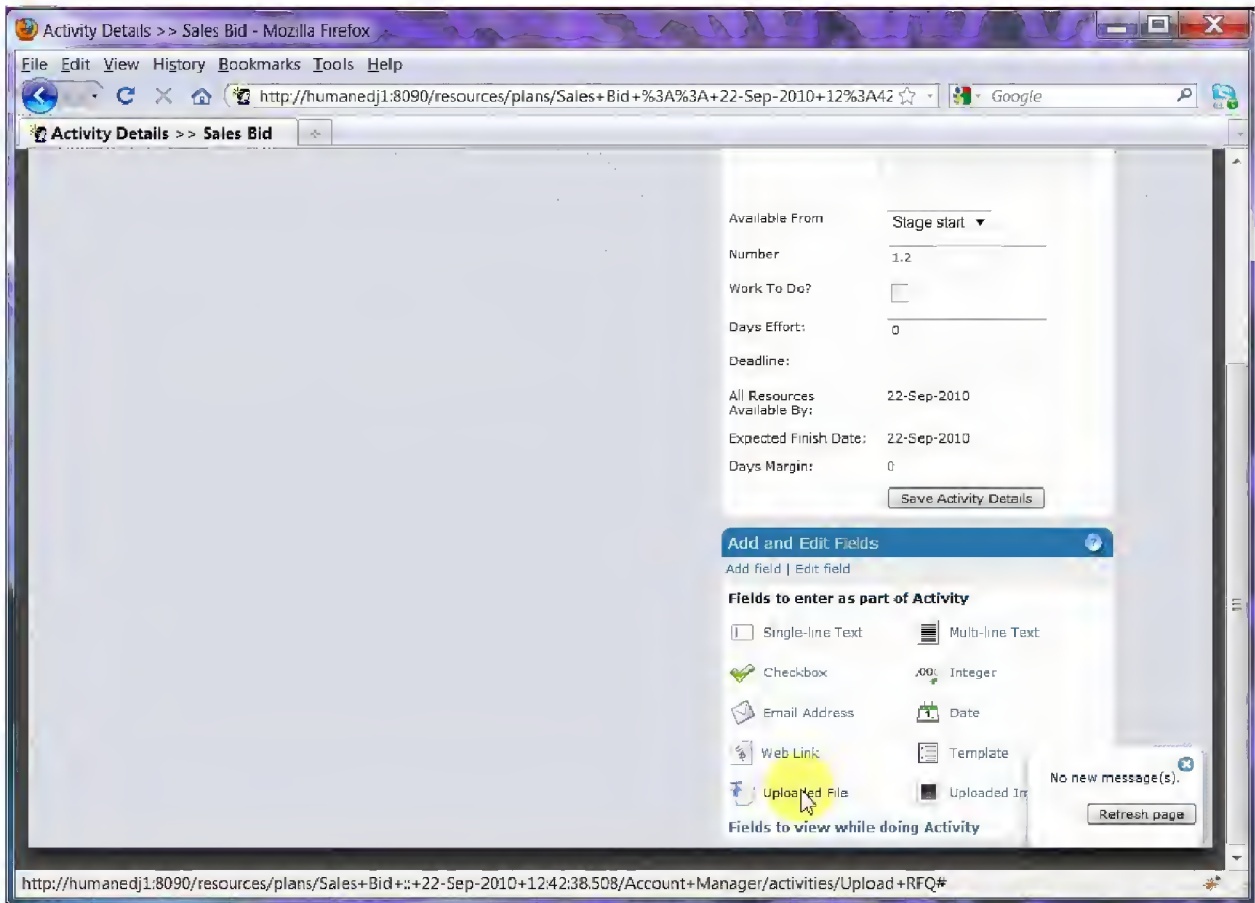 Activity Details >> Sales Bid - Mozilla Firefox
File Edit View History Bookmarks Tools Help
http://humanedj1:8090/resources/plans/Sales+Bid+%3A%3A+22-Sep-2010+12%3A42
Google
Activity Details >> Sales Bid
Available From Stage start
Number 1.2
Work To Do?
Days Effort: 0
Deadline:
All Resources
Available By: 22-Sep-2010
Expected Finish Date: 22-Sep-2010
Days Margin: 0
Save Activity Details
Add and Edit Fields ?
Add field | Edit field
Fields to enter as part of Activity
Single-line Text Multi-line Text
Checkbox .00 Integer
Email Address 1 Date
Web Link Template
Uploaded File Uploaded
No new message(s).
Refresh page
Fields to view while doing Activity
http://humanedj1:8090/resources/plans/Sales+Bid+::+22-Sep-2010+12:42:38.508/Account+Manager/activities/Upload+RFQ#